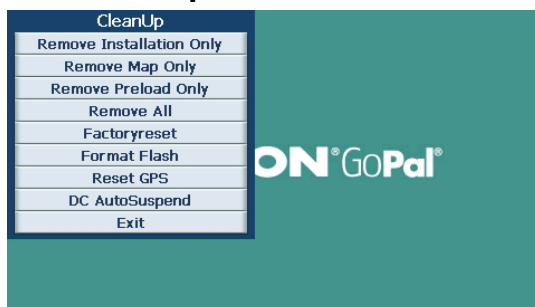 CleanUp
Remove Installation Only
Remove Map Only
Remove Preload Only
Remove All
Factoryreset
Format Flash
ON®GoPal®
Reset GPS
DC AutoSuspend
Exit